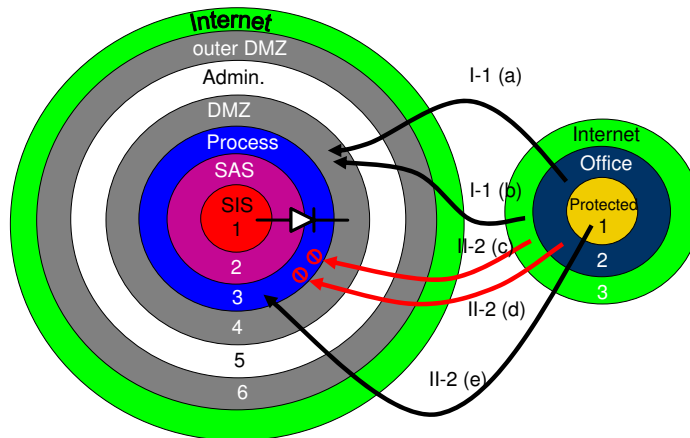 Internet
outer DMZ
Admin.
DMZ
Process
SAS
SIS
1
2
3
4
5
6
I-1 (a)
I-1 (b)
II-2 (c)
II-2 (d)
II-2 (e)
Internet
Office
Protected
1
2
3